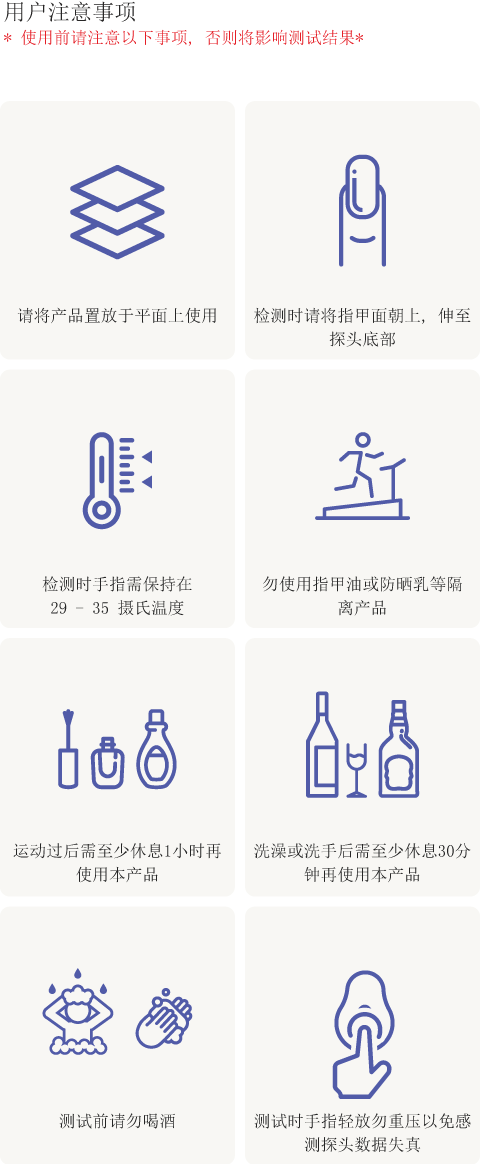 用户注意事项
* 使用前请注意以下事项, 否则将影响测试结果*
请将产品置放于平面上使用
检测时请将指甲面朝上, 伸至
探头底部
检测时手指需保持在
29 - 35 摄氏温度
勿使用指甲油或防晒乳等隔
离产品
运动过后需至少休息1小时再
使用本产品
洗澡或洗手后需至少休息30分
钟再使用本产品
测试前请勿喝酒
测试时手指轻放勿重压以免感
测探头数据失真